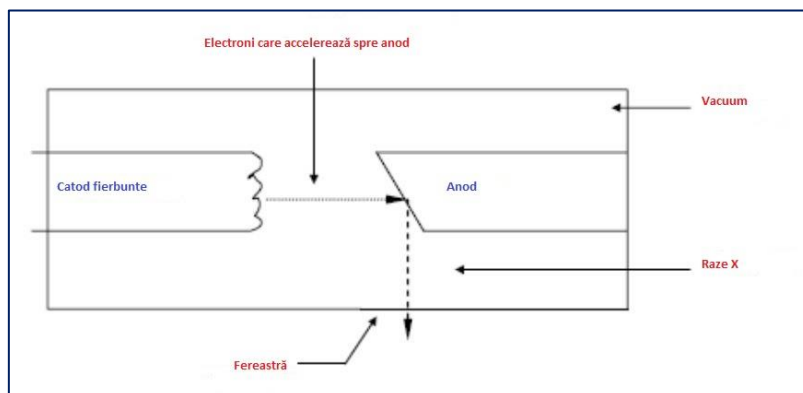 Electroni care accelerează spre anod
Vacuum
Catod fierbunte
Anod
Raze X
Fereastră